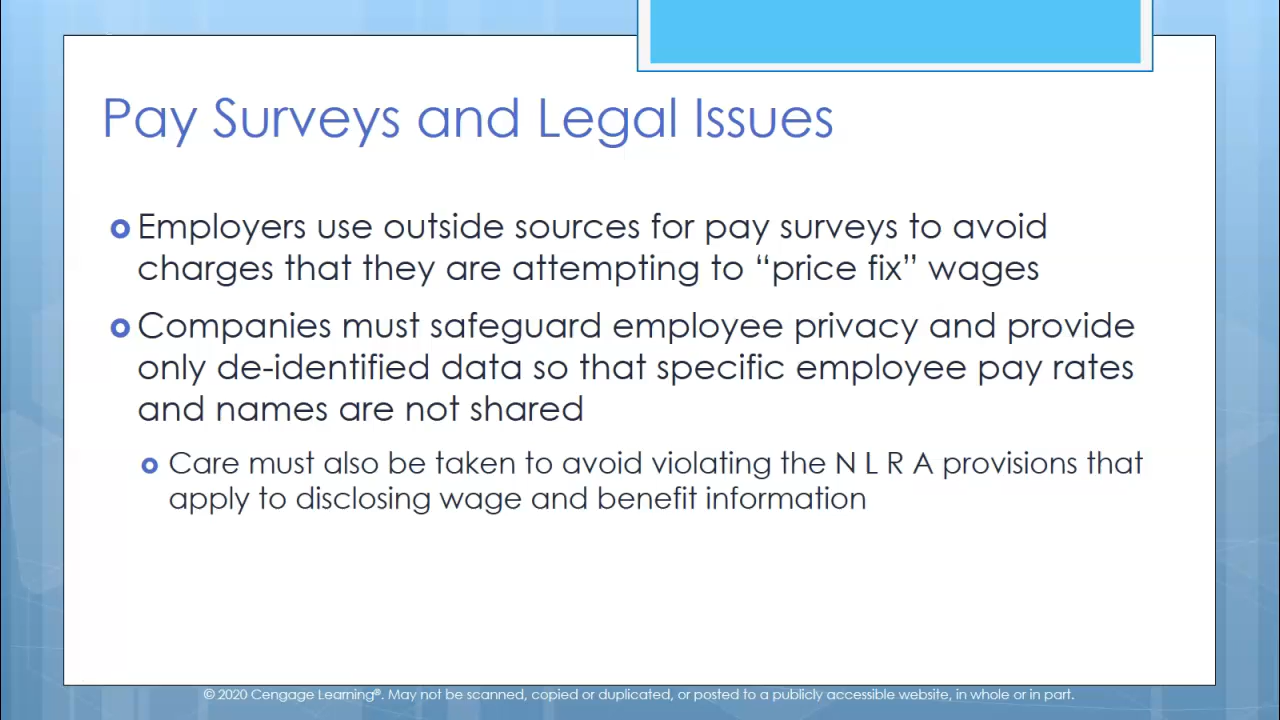 Pay Surveys and Legal Issues
Employers use outside sources for pay surveys to avoid
charges that they are attempting to “price fix” wages
Companies must safeguard employee privacy and provide
only de-identified data so that specific employee pay rates
and names are not shared
Care must also be taken to avoid violating the N L R A provisions that
apply to disclosing wage and benefit information
© 2020 Cengage Learning®. May not be scanned, copied or duplicated, or posted to a publicly accessible website, in whole or in part.